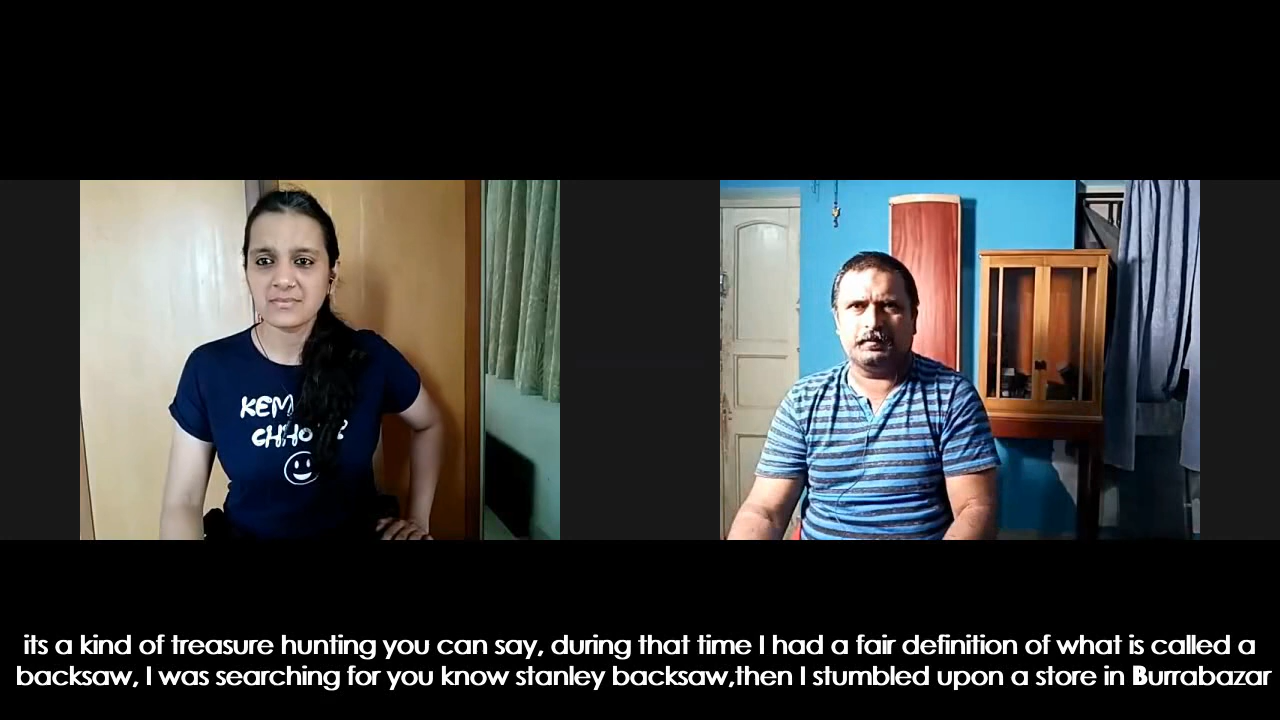 KEM
CHHO ?
its a kind of treasure hunting you can say, during that time I had a fair definition of what is called a
backsaw, I was searching for you know stanley backsaw,then I stumbled upon a store in Burrabazar